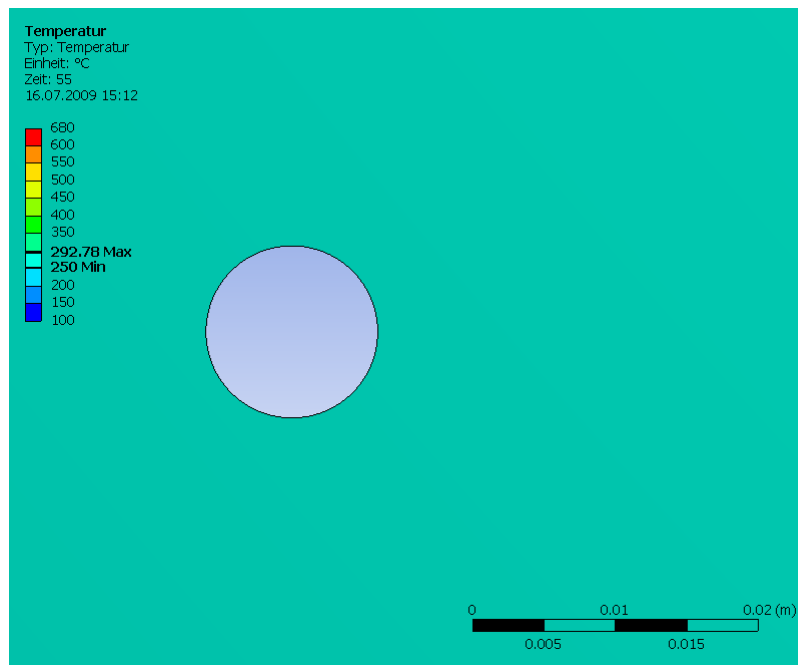 Temperatur
Typ: Temperatur
Einheit: °C
Zeit: 55
16.07.2009 15:12
680
600
550
500
450
400
350
292.78 Max
250 Min
200
150
100
0 0.01 0.02 (m)
0.005 0.015